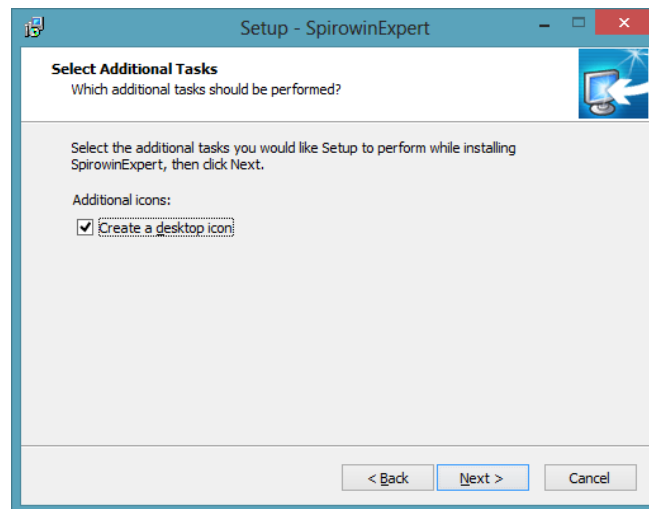 Setup - SpirowinExpert
Select Additional Tasks
Which additional tasks should be performed?
Select the additional tasks you would like Setup to perform while installing
SpirowinExpert, then click Next.
Additional icons:
Create a desktop icon
< Back Next > Cancel